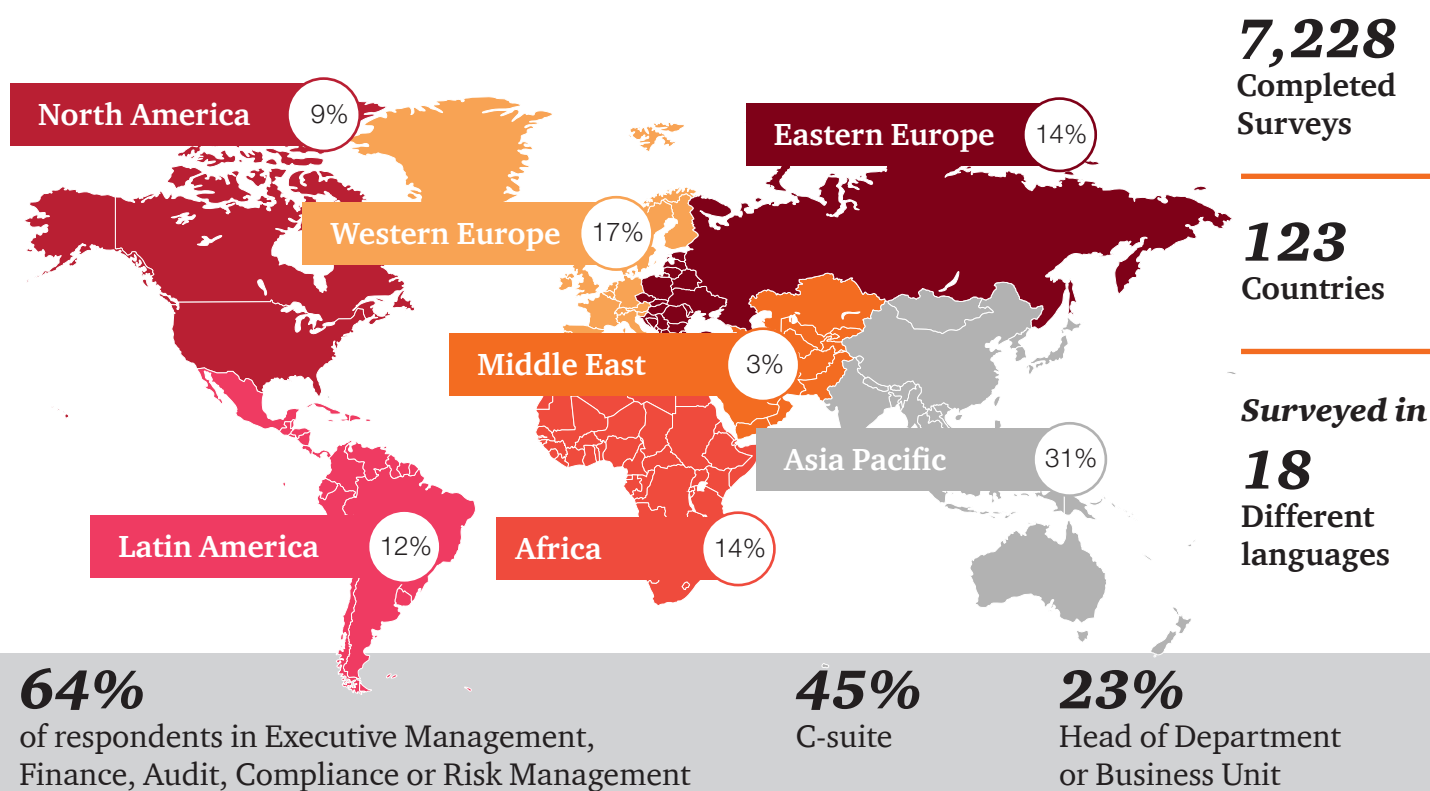 North America 9%
Eastern Europe 14%
Western Europe 17%
Middle East 3%
Asia Pacific 31%
Latin America 12%
Africa 14%
7,228
Completed
Surveys
123
Countries
Surveyed in
18
Different
languages
64%
of respondents in Executive Management,
Finance, Audit, Compliance or Risk Management
45%
C-suite
23%
Head of Department
or Business Unit